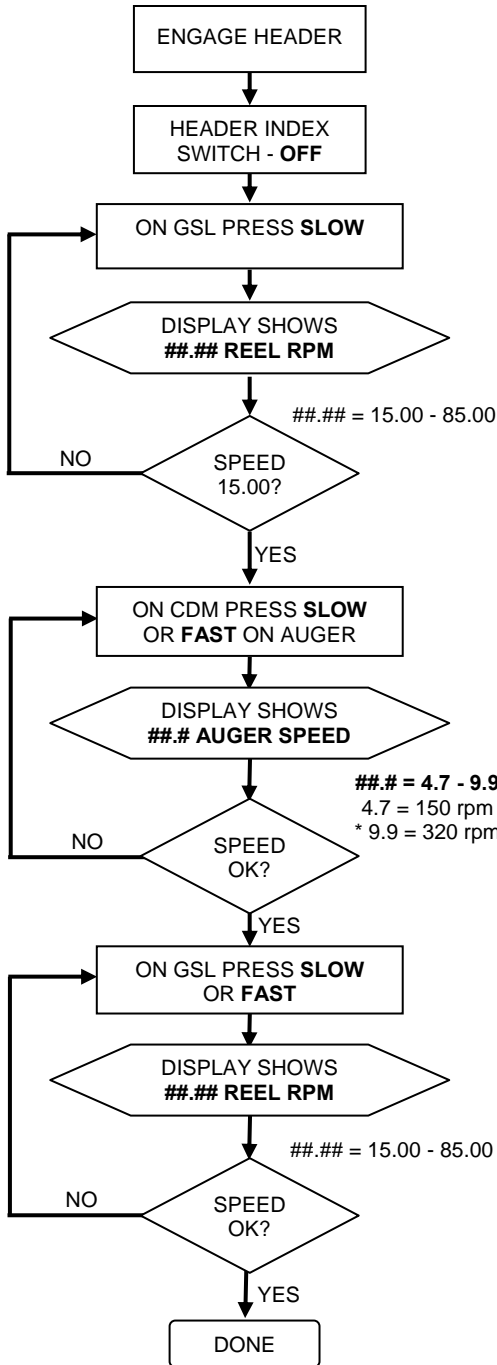 ENGAGE HEADER
HEADER INDEX
SWITCH - OFF
ON GSL PRESS SLOW
DISPLAY SHOWS
##.## REEL RPM
##.## = 15.00 - 85.00
NO
SPEED
15.00?
YES
ON CDM PRESS SLOW
OR FAST ON AUGER
DISPLAY SHOWS
##.# AUGER SPEED
##.# = 4.7 - 9.9
4.7 = 150 rpm
* 9.9 = 320 rpm
NO
SPEED
OK?
YES
ON GSL PRESS SLOW
OR FAST
DISPLAY SHOWS
##.## REEL RPM
##.## = 15.00 - 85.00
NO
SPEED
OK?
YES
DONE